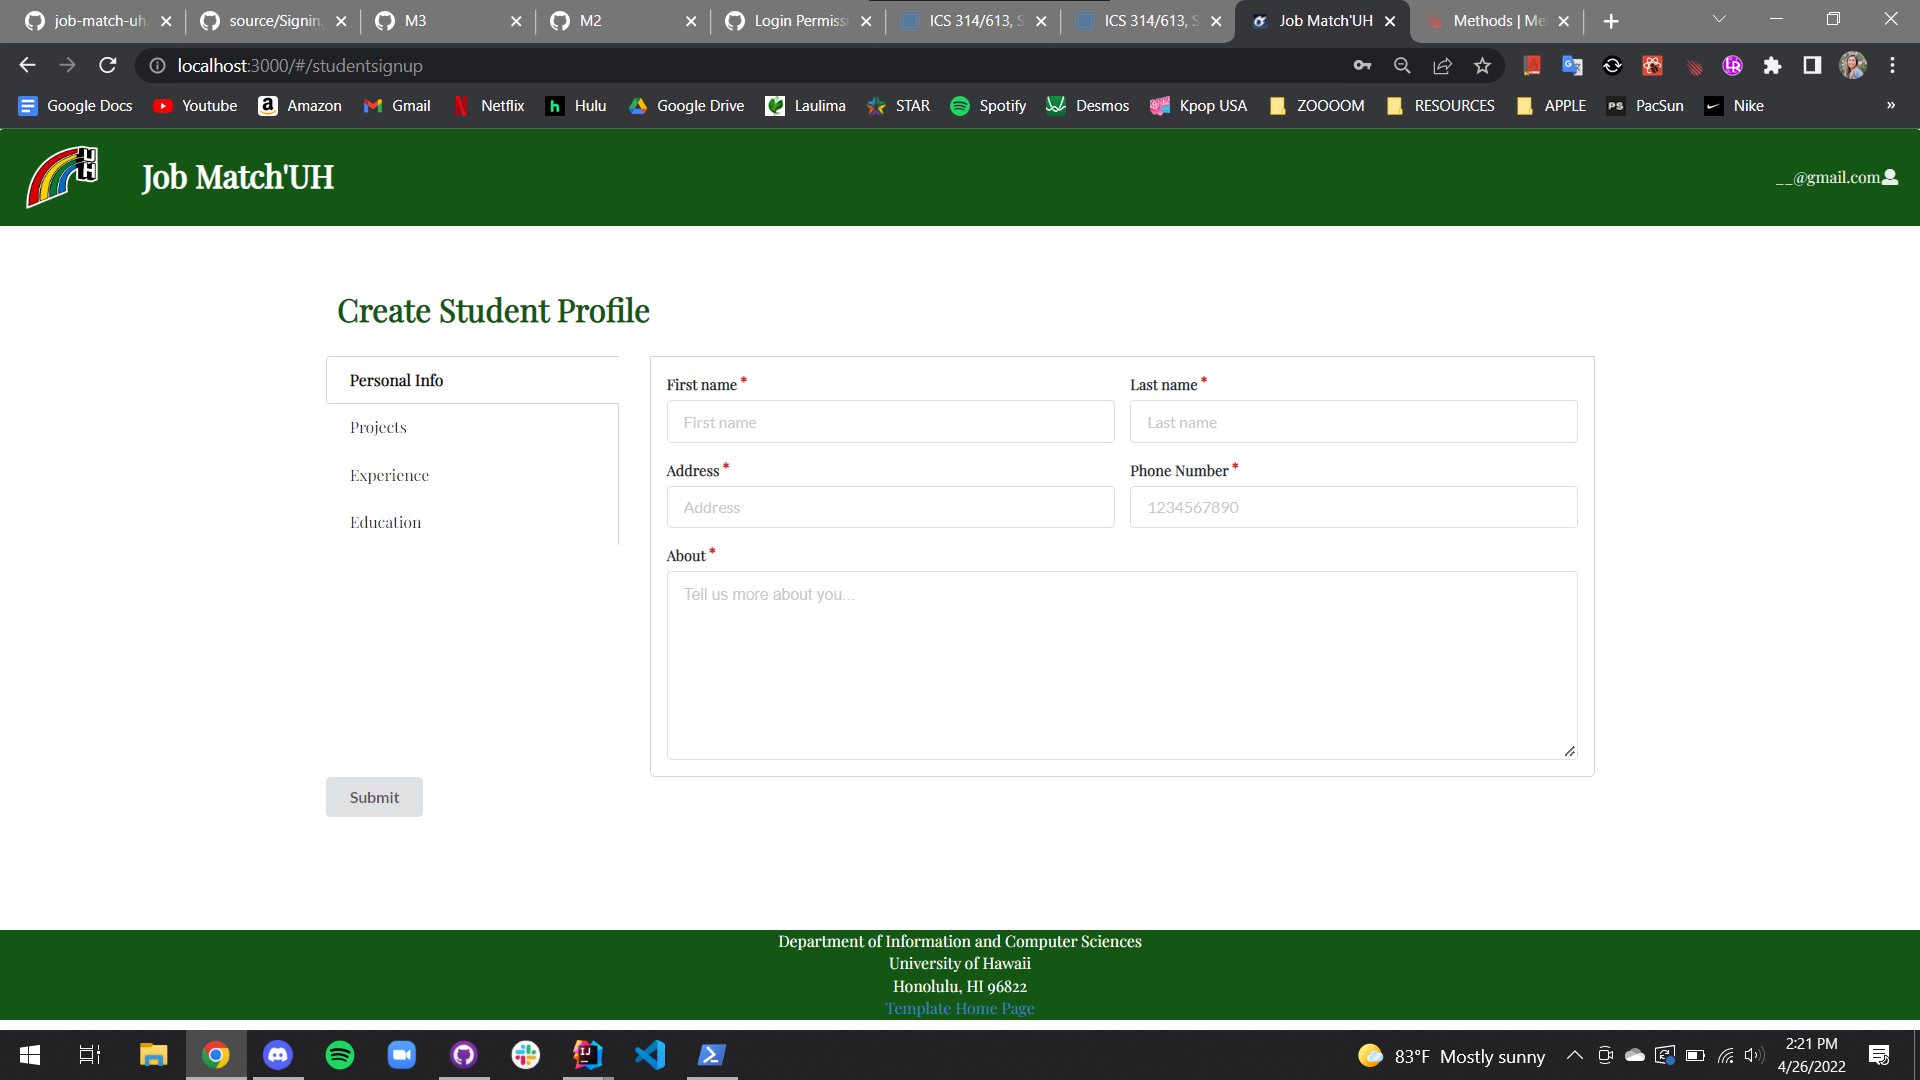 job-match-uh
source/Signin
M3
M2
Login Permissi
ICS 314/613, S
ICS 314/613, S
Job Match'UH
Methods | Me
localhost:3000/#/studentsignup
Google Docs
Youtube
Amazon
Gmail
Netflix
Hulu
Google Drive
Laulima
STAR
Spotify
Desmos
Kpop USA
ZOOOOM
RESOURCES
APPLE
PS
PacSun
Nike
UH
Job Match'UH
__@gmail.com
Create Student Profile
Personal Info
Projects
Experience
Education
First name *
First name
Last name *
Last name
Address *
Address
Phone Number *
1234567890
About *
Tell us more about you...
Submit
Department of Information and Computer Sciences
University of Hawaii
Honolulu, HI 96822
Template Home Page
83°F Mostly sunny
2:21 PM
4/26/2022